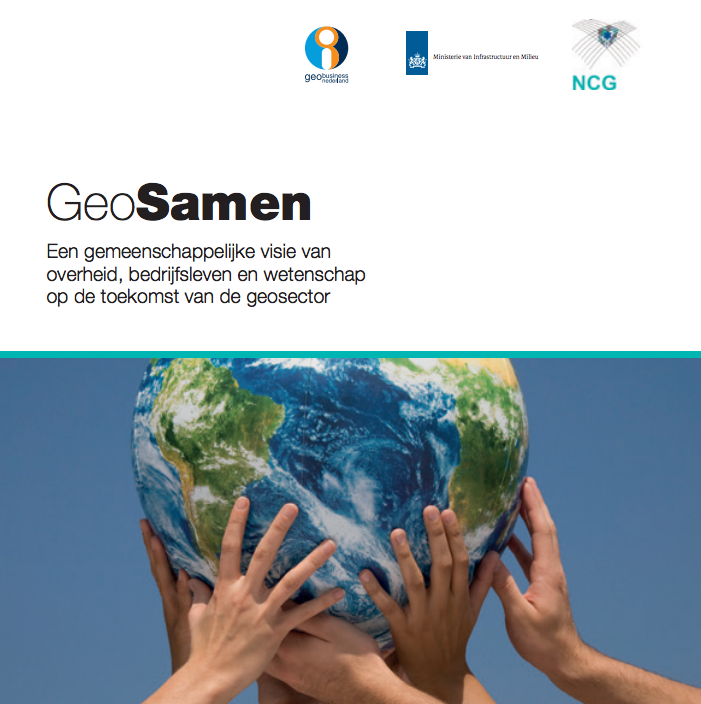 geobusiness
nederland
Ministerie van Infrastructuur en Milieu
NCG
GeoSamen
Een gemeenschappelijke visie van
overheid, bedrijfsleven en wetenschap
op de toekomst van de geosector